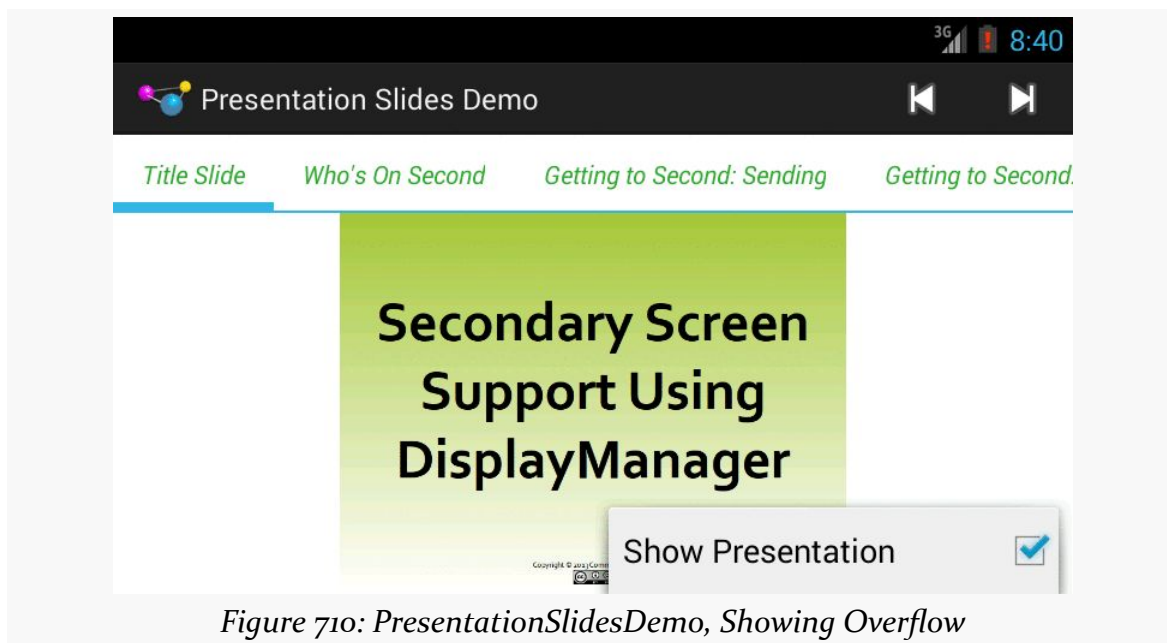 3G 8:40
Presentation Slides Demo
Title Slide Who's On Second Getting to Second: Sending Getting to Second.
Secondary Screen
Support Using
DisplayManager
Show Presentation
Copyright ©
Figure 710: PresentationSlidesDemo, Showing Overflow